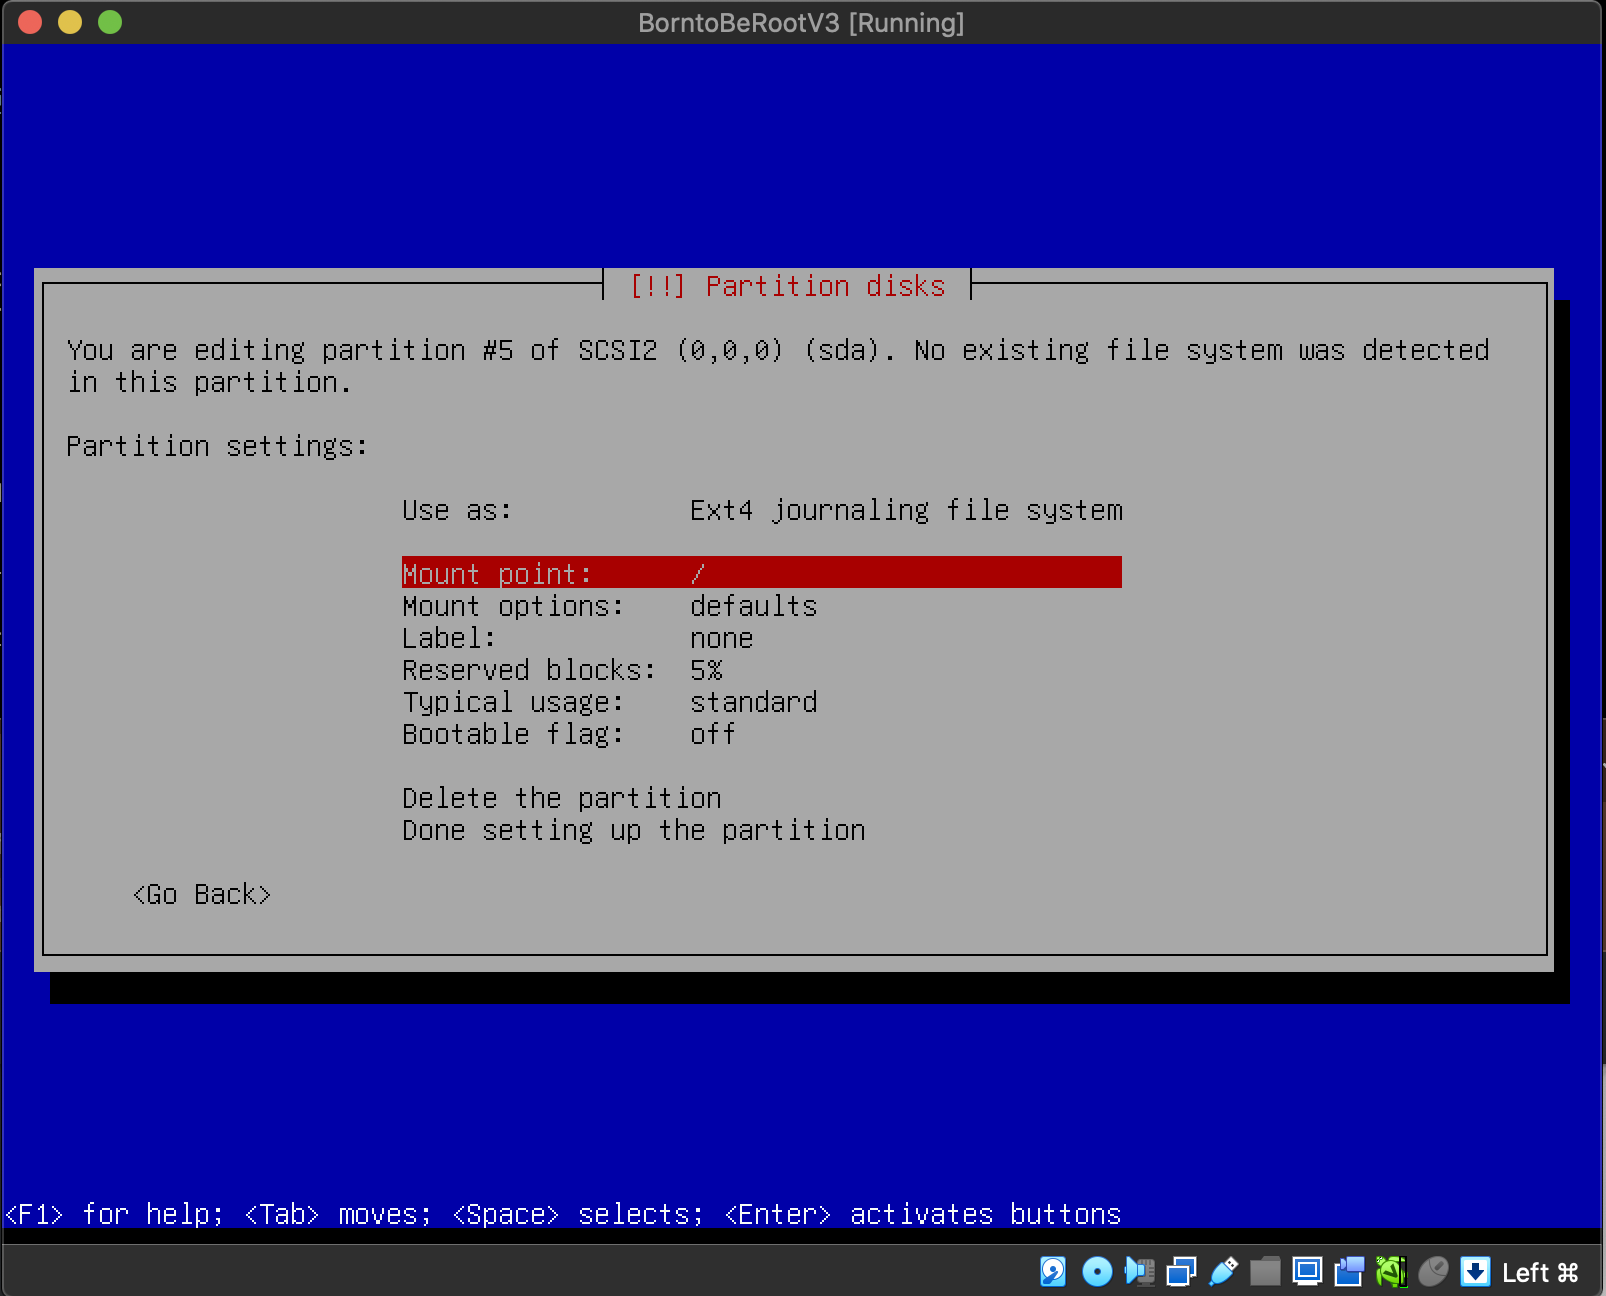 BorntoBeRootV3 [Running]
[!!] Partition disks
You are editing partition #5 of SCSI2 (0,0,0) (sda). No existing file system was detected
in this partition.
Partition settings:
Use as: Ext4 journaling file system
Mount point: /
Mount options: defaults
Label: none
Reserved blocks: 5%
Typical usage: standard
Bootable flag: off
Delete the partition
Done setting up the partition
<Go Back>
<F1> for help; <Tab> moves; <Space> selects; <Enter> activates buttons
Left ⌘